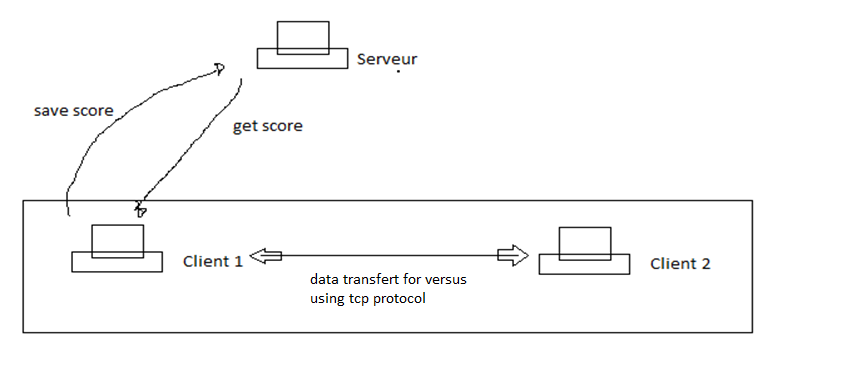 Serveur
save score
get score
Client 1
Client 2
data transfert for versus
using tcp protocol